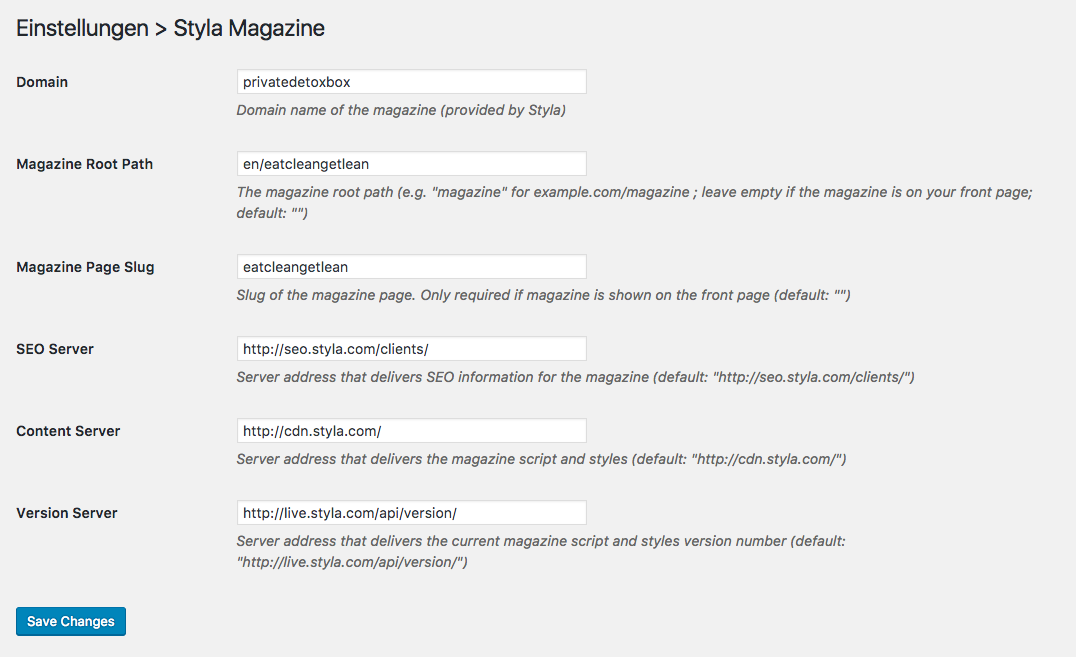 Einstellungen > Styla Magazine
Domain
privatedetoxbox
Domain name of the magazine (provided by Styla)
Magazine Root Path
en/eatcleangetlean
The magazine root path (e.g. "magazine" for example.com/magazine ; leave empty if the magazine is on your front page;
default: "")
Magazine Page Slug
eatcleangetlean
Slug of the magazine page. Only required if magazine is shown on the front page (default: "")
SEO Server
http://seo.styla.com/clients/
Server address that delivers SEO information for the magazine (default: "http://seo.styla.com/clients/")
Content Server
http://cdn.styla.com/
Server address that delivers the magazine script and styles (default: "http://cdn.styla.com/")
Version Server
http://live.styla.com/api/version/
Server address that delivers the current magazine script and styles version number (default:
"http://live.styla.com/api/version/")
Save Changes